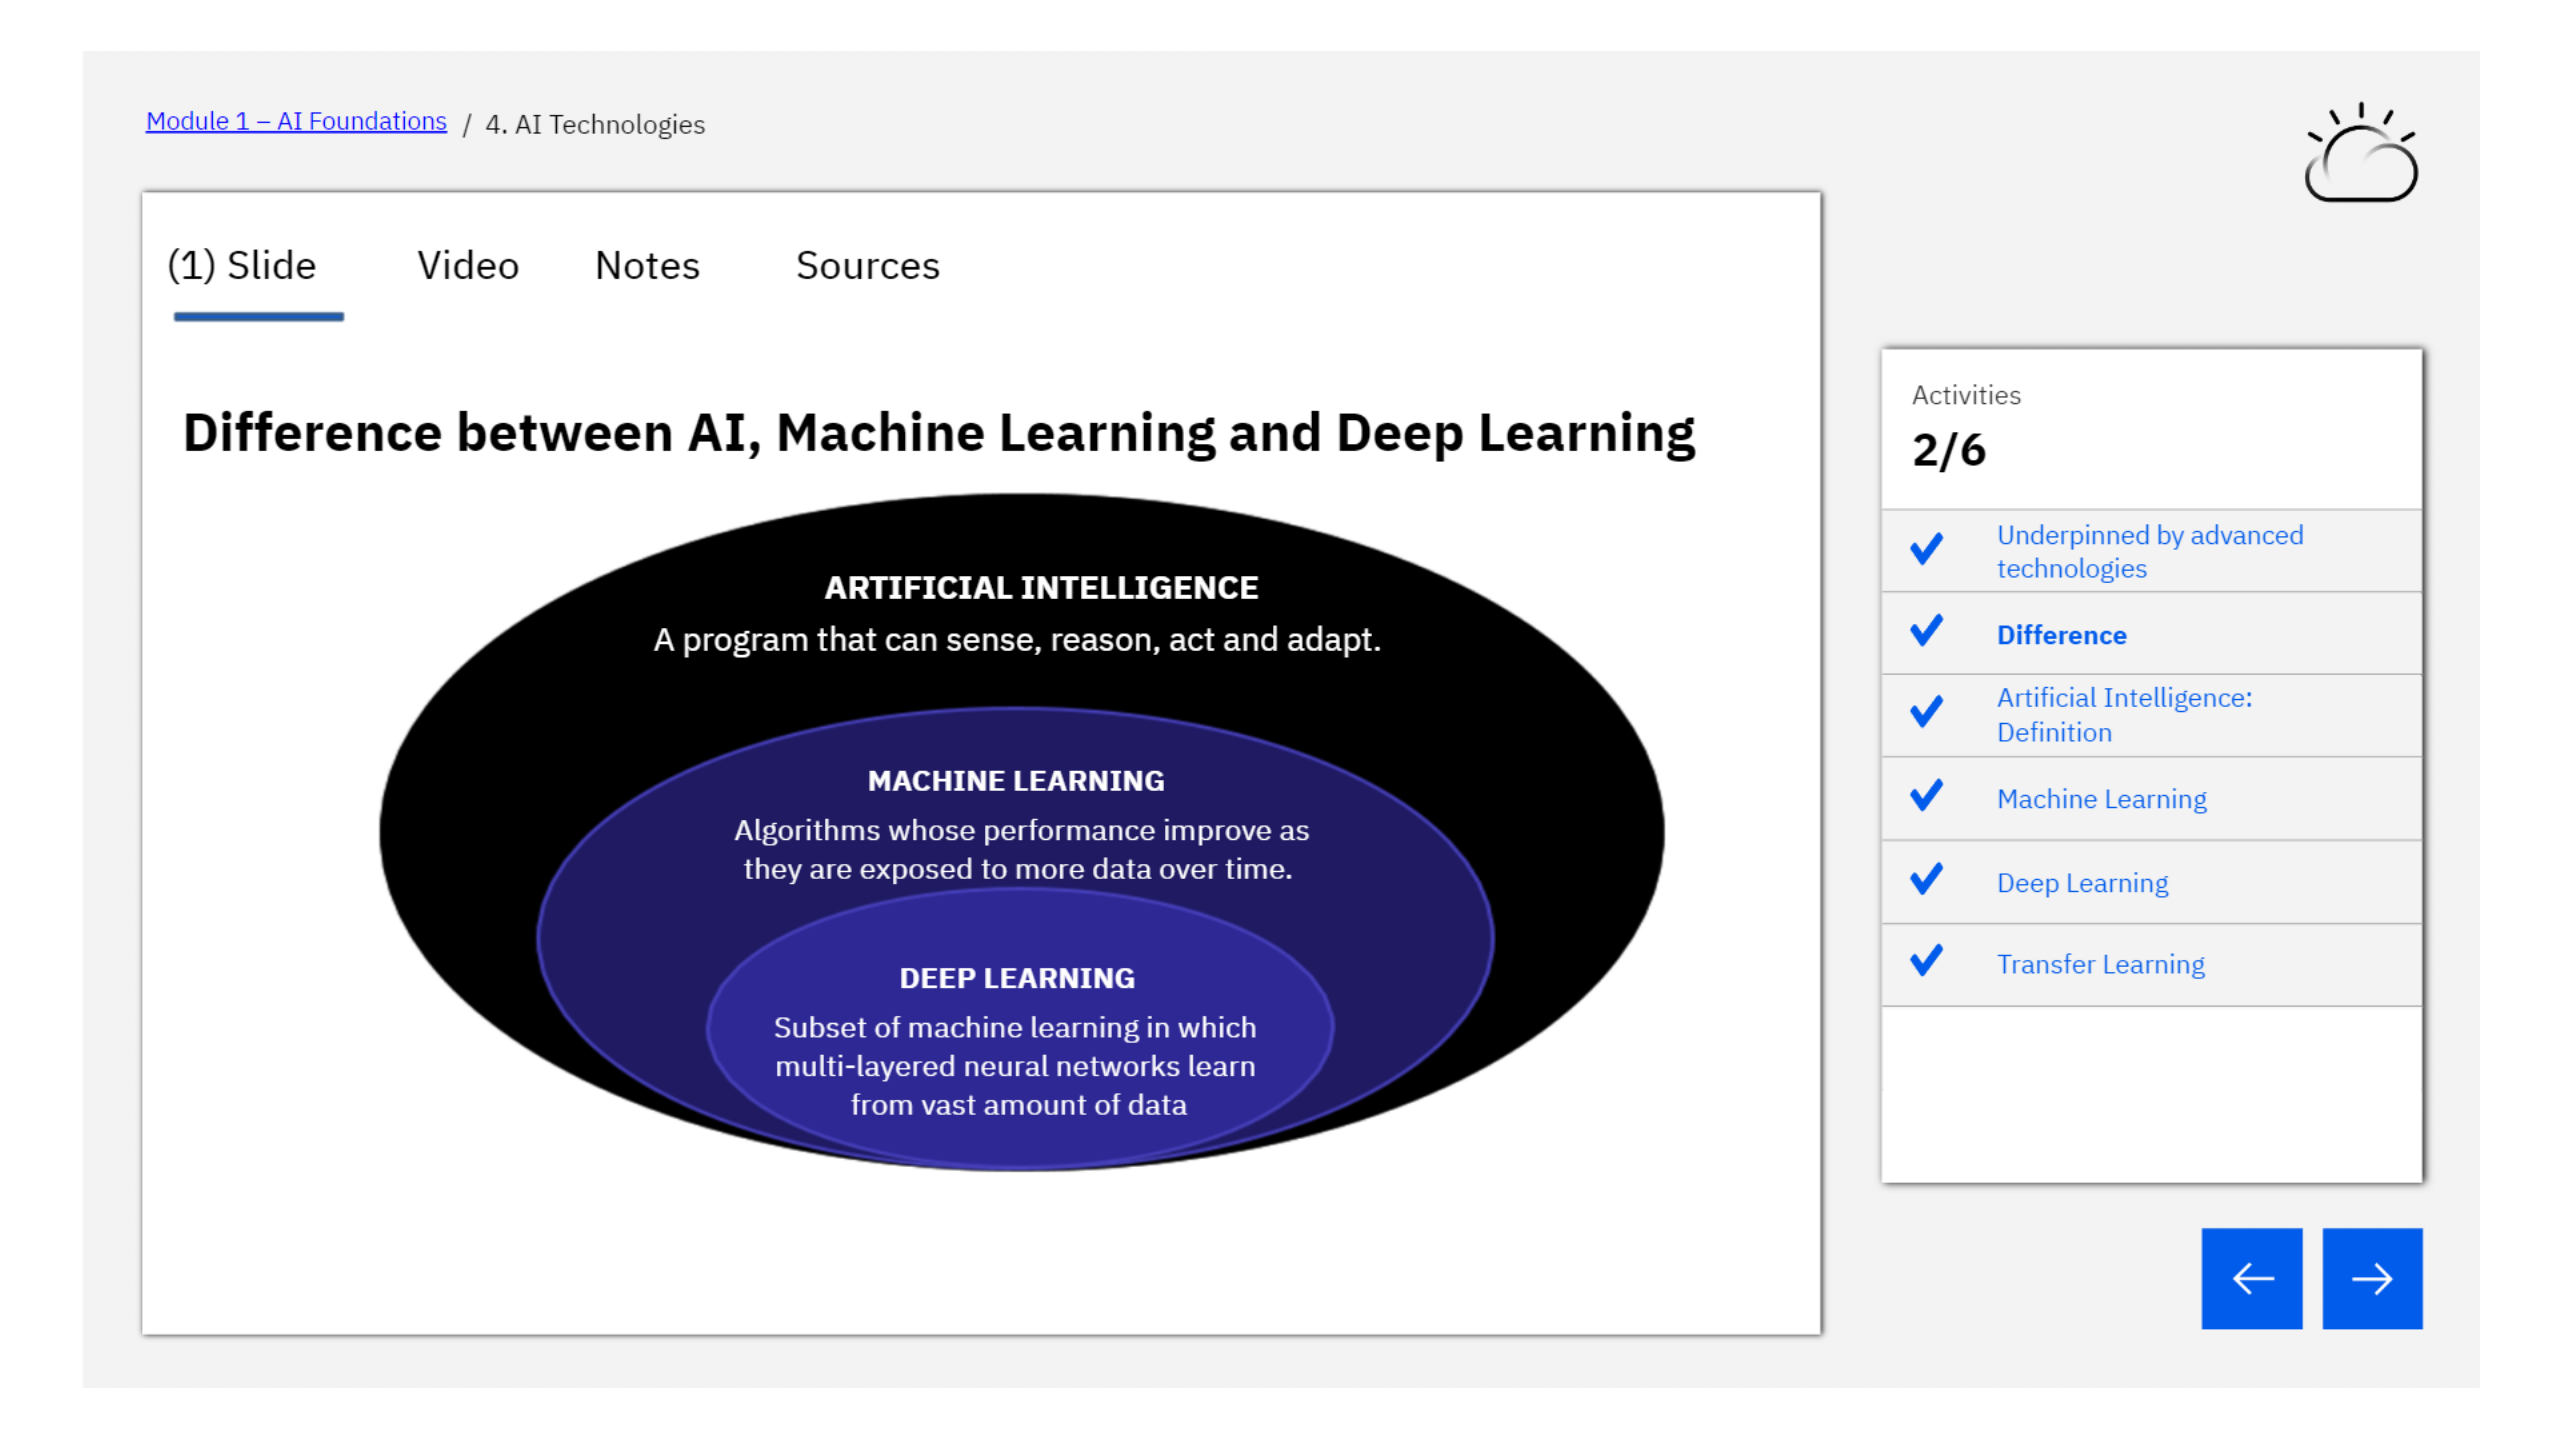 Module 1 – AI Foundations / 4. AI Technologies
(1) Slide Video Notes Sources
Difference between AI, Machine Learning and Deep Learning
ARTIFICIAL INTELLIGENCE
A program that can sense, reason, act and adapt.
MACHINE LEARNING
Algorithms whose performance improve as
they are exposed to more data over time.
DEEP LEARNING
Subset of machine learning in which
multi-layered neural networks learn
from vast amount of data
Activities
2/6
Underpinned by advanced
technologies
Difference
Artificial Intelligence:
Definition
Machine Learning
Deep Learning
Transfer Learning